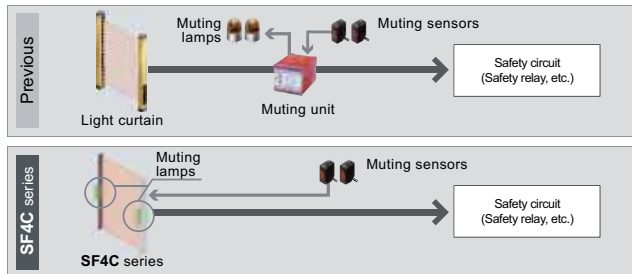 Previous
Muting
lamps
Muting sensors
Light curtain
Muting unit
Safety circuit
(Safety relay, etc.)
SF4C series
Muting
lamps
Muting sensors
SF4C series
Safety circuit
(Safety relay, etc.)